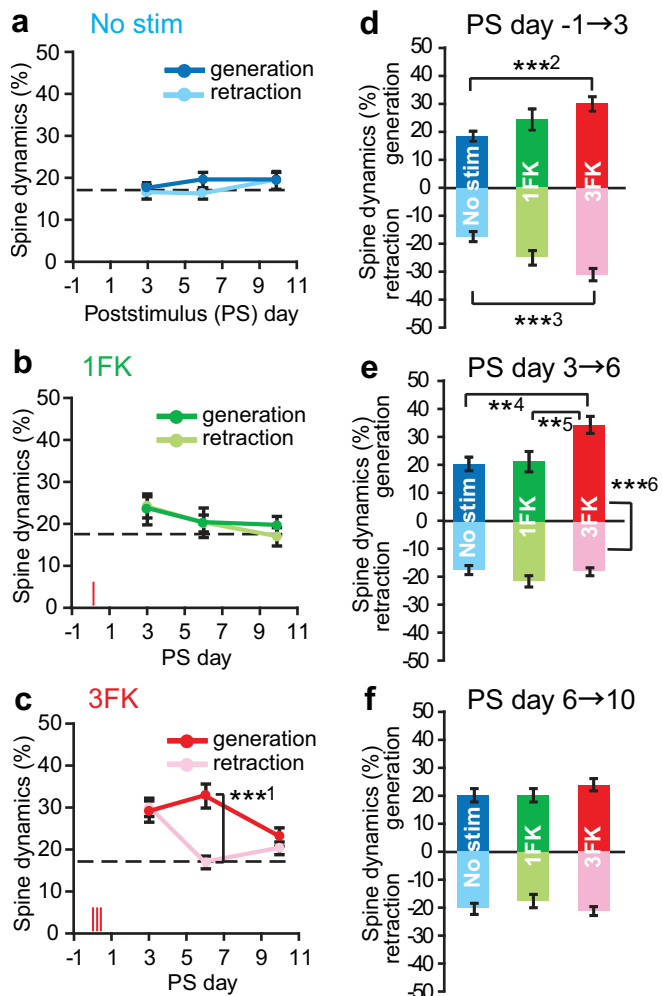 a No stim
Spine dynamics (%)
50
40
30
20
10
0
generation
retraction
-1 1 3 5 7 9 11
Poststimulus (PS) day
b 1FK
Spine dynamics (%)
50
40
30
20
10
0
generation
retraction
-1 1 3 5 7 9 11
PS day
c 3FK
Spine dynamics (%)
50
40
30
20
10
0
generation
retraction
***1
-1 1 3 5 7 9 11
PS day
d PS day -1→3
Spine dynamics (%)
retraction generation
50
40
30
20
10
0
-10
-20
-30
-40
-50
***2
No stim
1FK
3FK
***3
e PS day 3→6
Spine dynamics (%)
retraction generation
50
40
30
20
10
0
-10
-20
-30
-40
-50
**4
**5
***6
No stim
1FK
3FK
f PS day 6→10
Spine dynamics (%)
retraction generation
50
40
30
20
10
0
-10
-20
-30
-40
-50
No stim
1FK
3FK